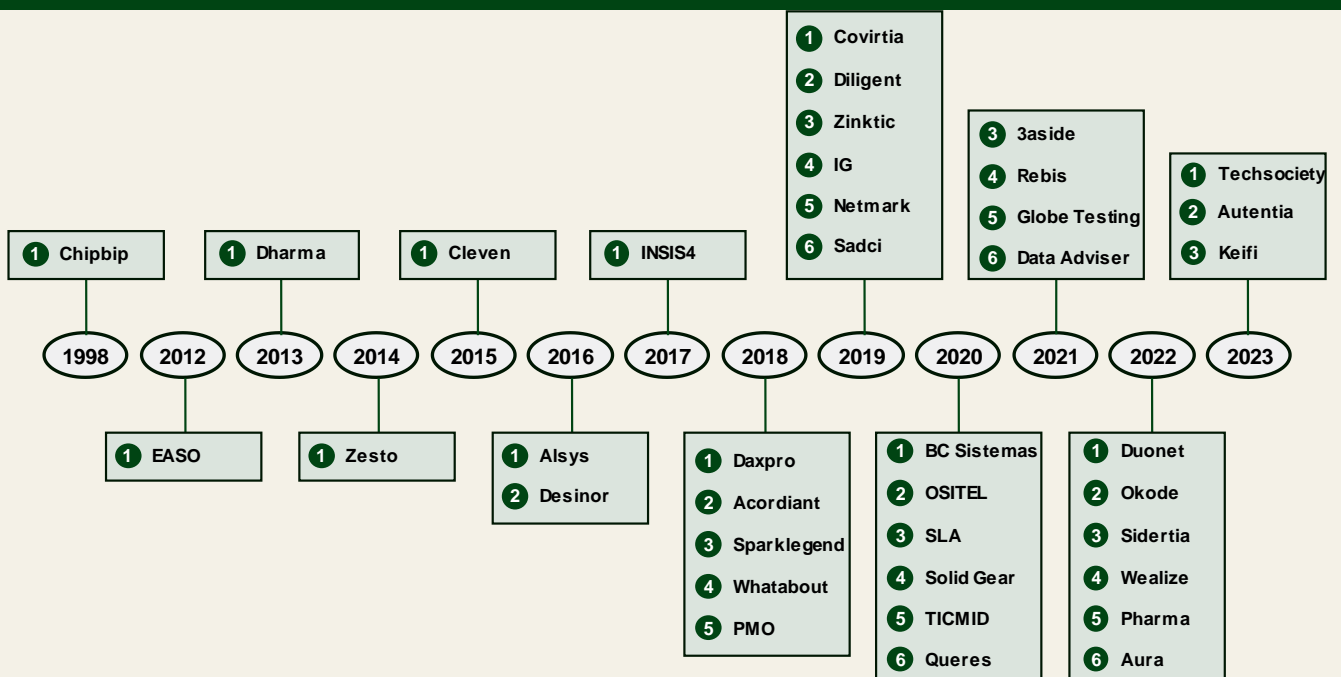 1 Covirtia
2 Diligent
3 Zinktic
4 IG
5 Netmark
6 Sadci
3 3aside
4 Rebis
5 Globe Testing
6 Data Adviser
1 Techsociety
2 Autentia
3 Keifi
1 Chipbip
1 Dharma
1 Cleven
1 INSIS4
1998 2012 2013 2014 2015 2016 2017 2018 2019 2020 2021 2022 2023
1 EASO
1 Zesto
1 Alsys
2 Desinor
1 Daxpro
2 Acordiant
3 Sparklegend
4 Whatabout
5 PMO
1 BC Sistemas
2 OSITEL
3 SLA
4 Solid Gear
5 TICMID
6 Queres
1 Duonet
2 Okode
3 Sidertia
4 Wealize
5 Pharma
6 Aura